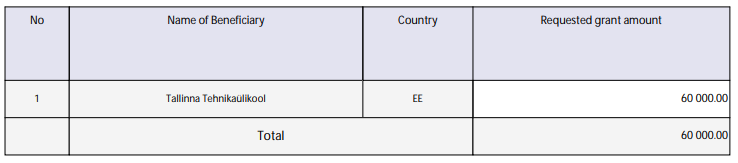 No Name of Beneficiary Country Requested grant amount
1 Tallinna Tehnikaülikool EE 60 000.00
Total 60 000.00